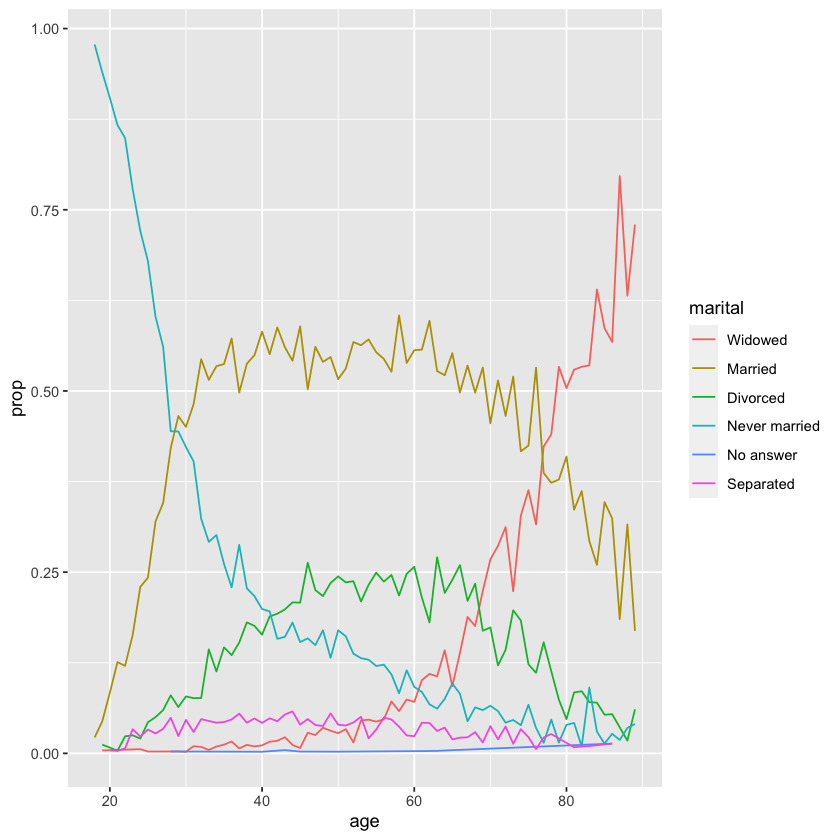 1.00
0.75
0.50
0.25
0.00
prop
20 40 60 80
age
marital
Widowed
Married
Divorced
Never married
No answer
Separated